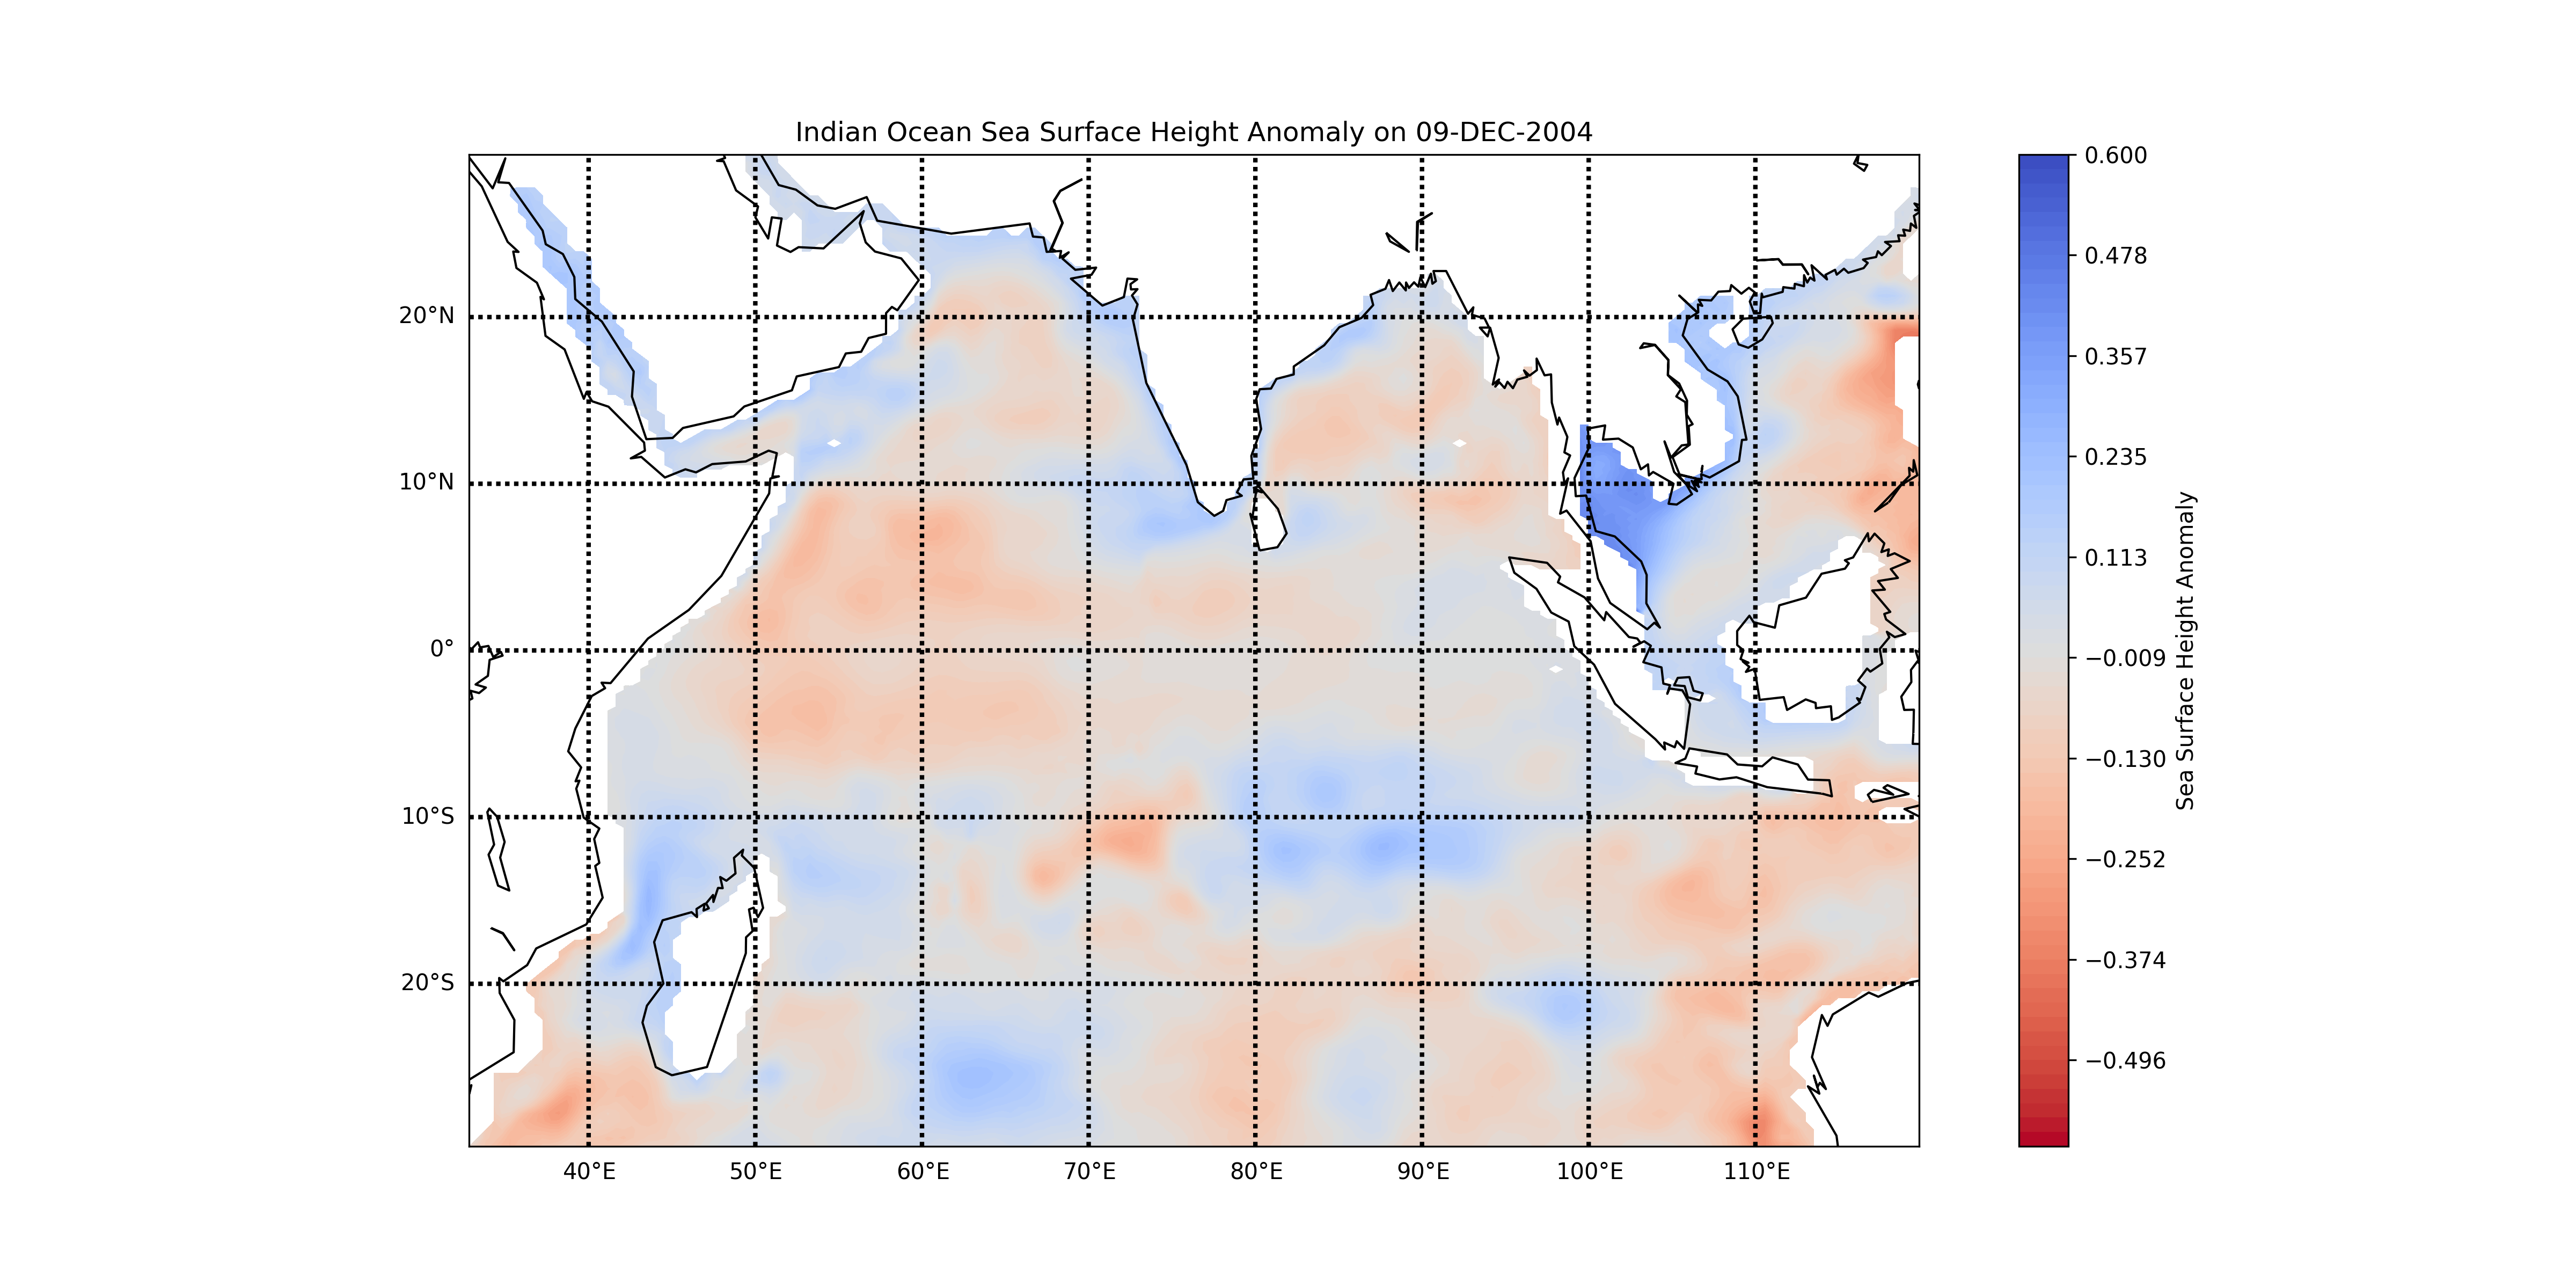 Indian Ocean Sea Surface Height Anomaly on 09-DEC-2004
20°N
10°N
0°
10°S
20°S
40°E
50°E
60°E
70°E
80°E
90°E
100°E
110°E
0.600
0.478
0.357
0.235
0.113
−0.009
−0.130
−0.252
−0.374
−0.496
Sea Surface Height Anomaly